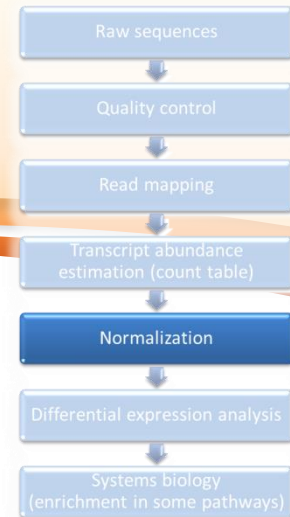 Raw sequences
Quality control
Read mapping
Transcript abundance
estimation (count table)
Normalization
Differential expression analysis
Systems biology
(enrichment in some pathways)